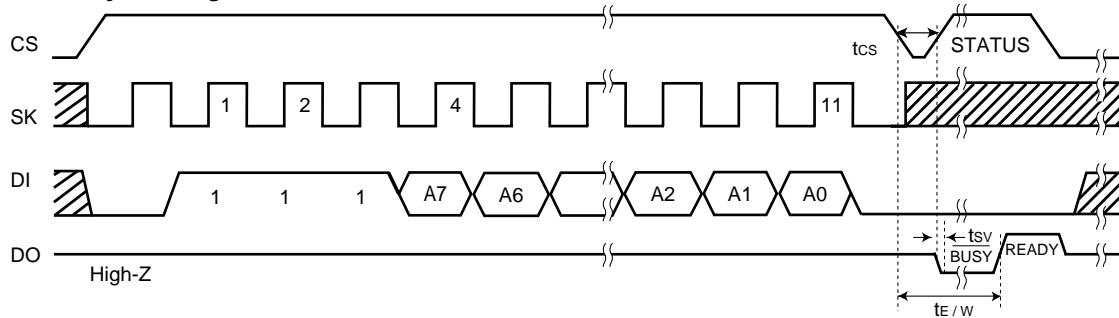 CS
tCS
STATUS
SK
1
2
4
11
DI
1
1
1
A7
A6
A2
A1
A0
DO
High-Z
tSV
BUSY
READY
tE / W